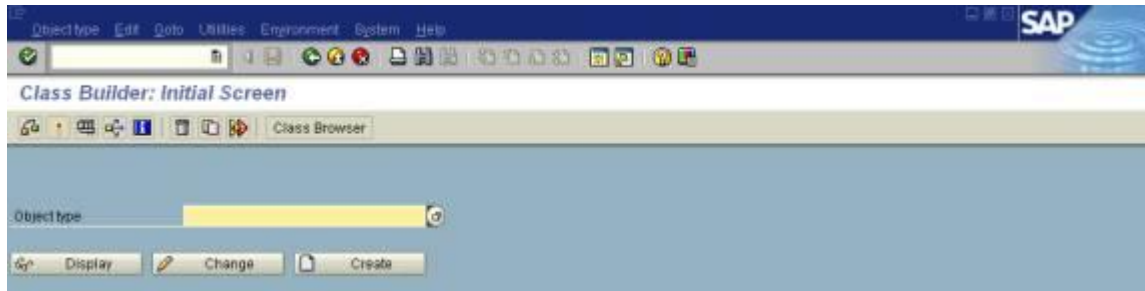 Object type Edit Goto Utilities Environment System Help
SAP
Class Builder: Initial Screen
Class Browser
Object type
Display Change Create